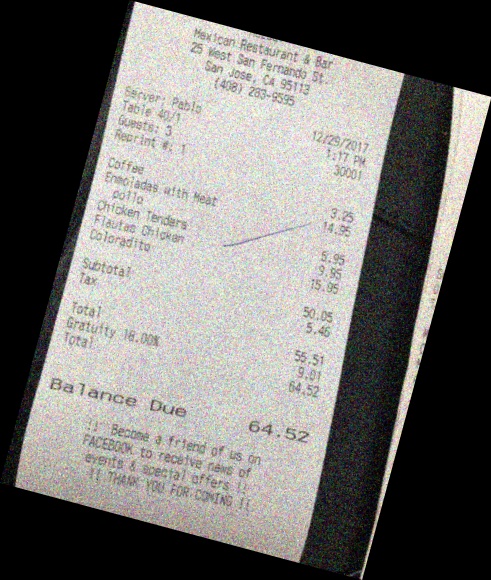 Mexican Restaurant & Bar
25 West San Fernando St.
San Jose, CA 95113
(408) 283-9595
Server: Pablo 12/29/2017
Table 40/1 1:17 PM
Guests: 3 30001
Reprint #: 1
Coffee 3.25
Enmoladas with Meat 14.95
pollo
Chicken Tenders 5.95
Flautas Chicken 9.95
Coloradito 15.95
Subtotal 50.05
Tax 5.46
Total 55.51
Gratuity 18.00% 9.01
Total 64.52
Balance Due 64.52
!! Become a friend of us on
FACEBOOK to receive news of
events & special offers !!
!! THANK YOU FOR COMING !!